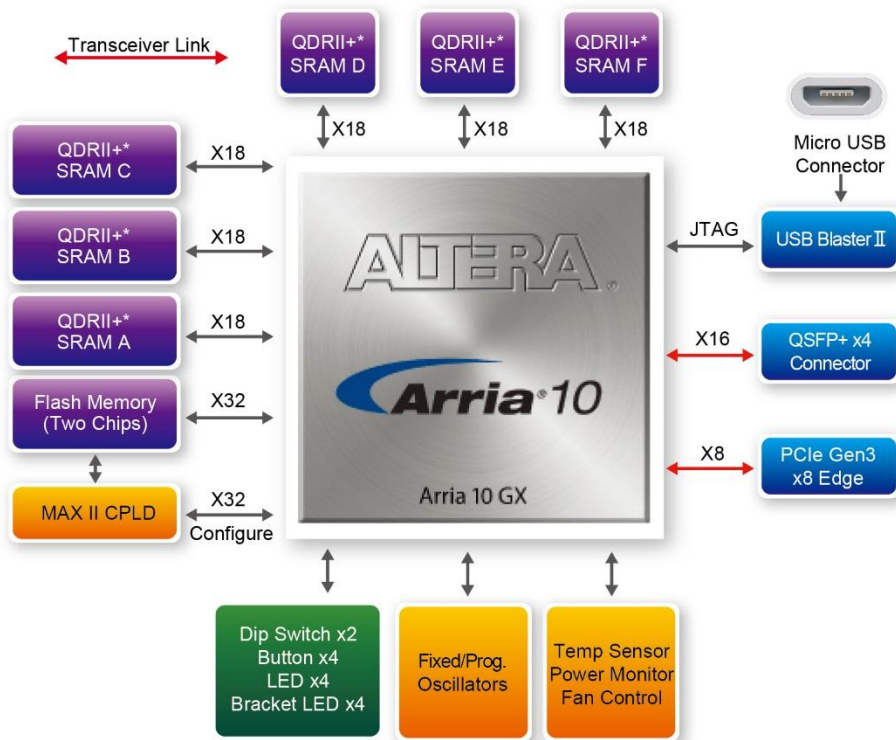 Transceiver Link
QDRII+*
SRAM D
QDRII+*
SRAM E
QDRII+*
SRAM F
X18
X18
X18
Micro USB
Connector
QDRII+*
SRAM C
X18
QDRII+*
SRAM B
X18
QDRII+*
SRAM A
X18
Flash Memory
(Two Chips)
X32
MAX II CPLD
X32
Configure
ALTERA®
Arria® 10
Arria 10 GX
JTAG
USB Blaster II
X16
QSFP+ x4
Connector
X8
PCIe Gen3
x8 Edge
Dip Switch x2
Button x4
LED x4
Bracket LED x4
Fixed/Prog.
Oscillators
Temp Sensor
Power Monitor
Fan Control